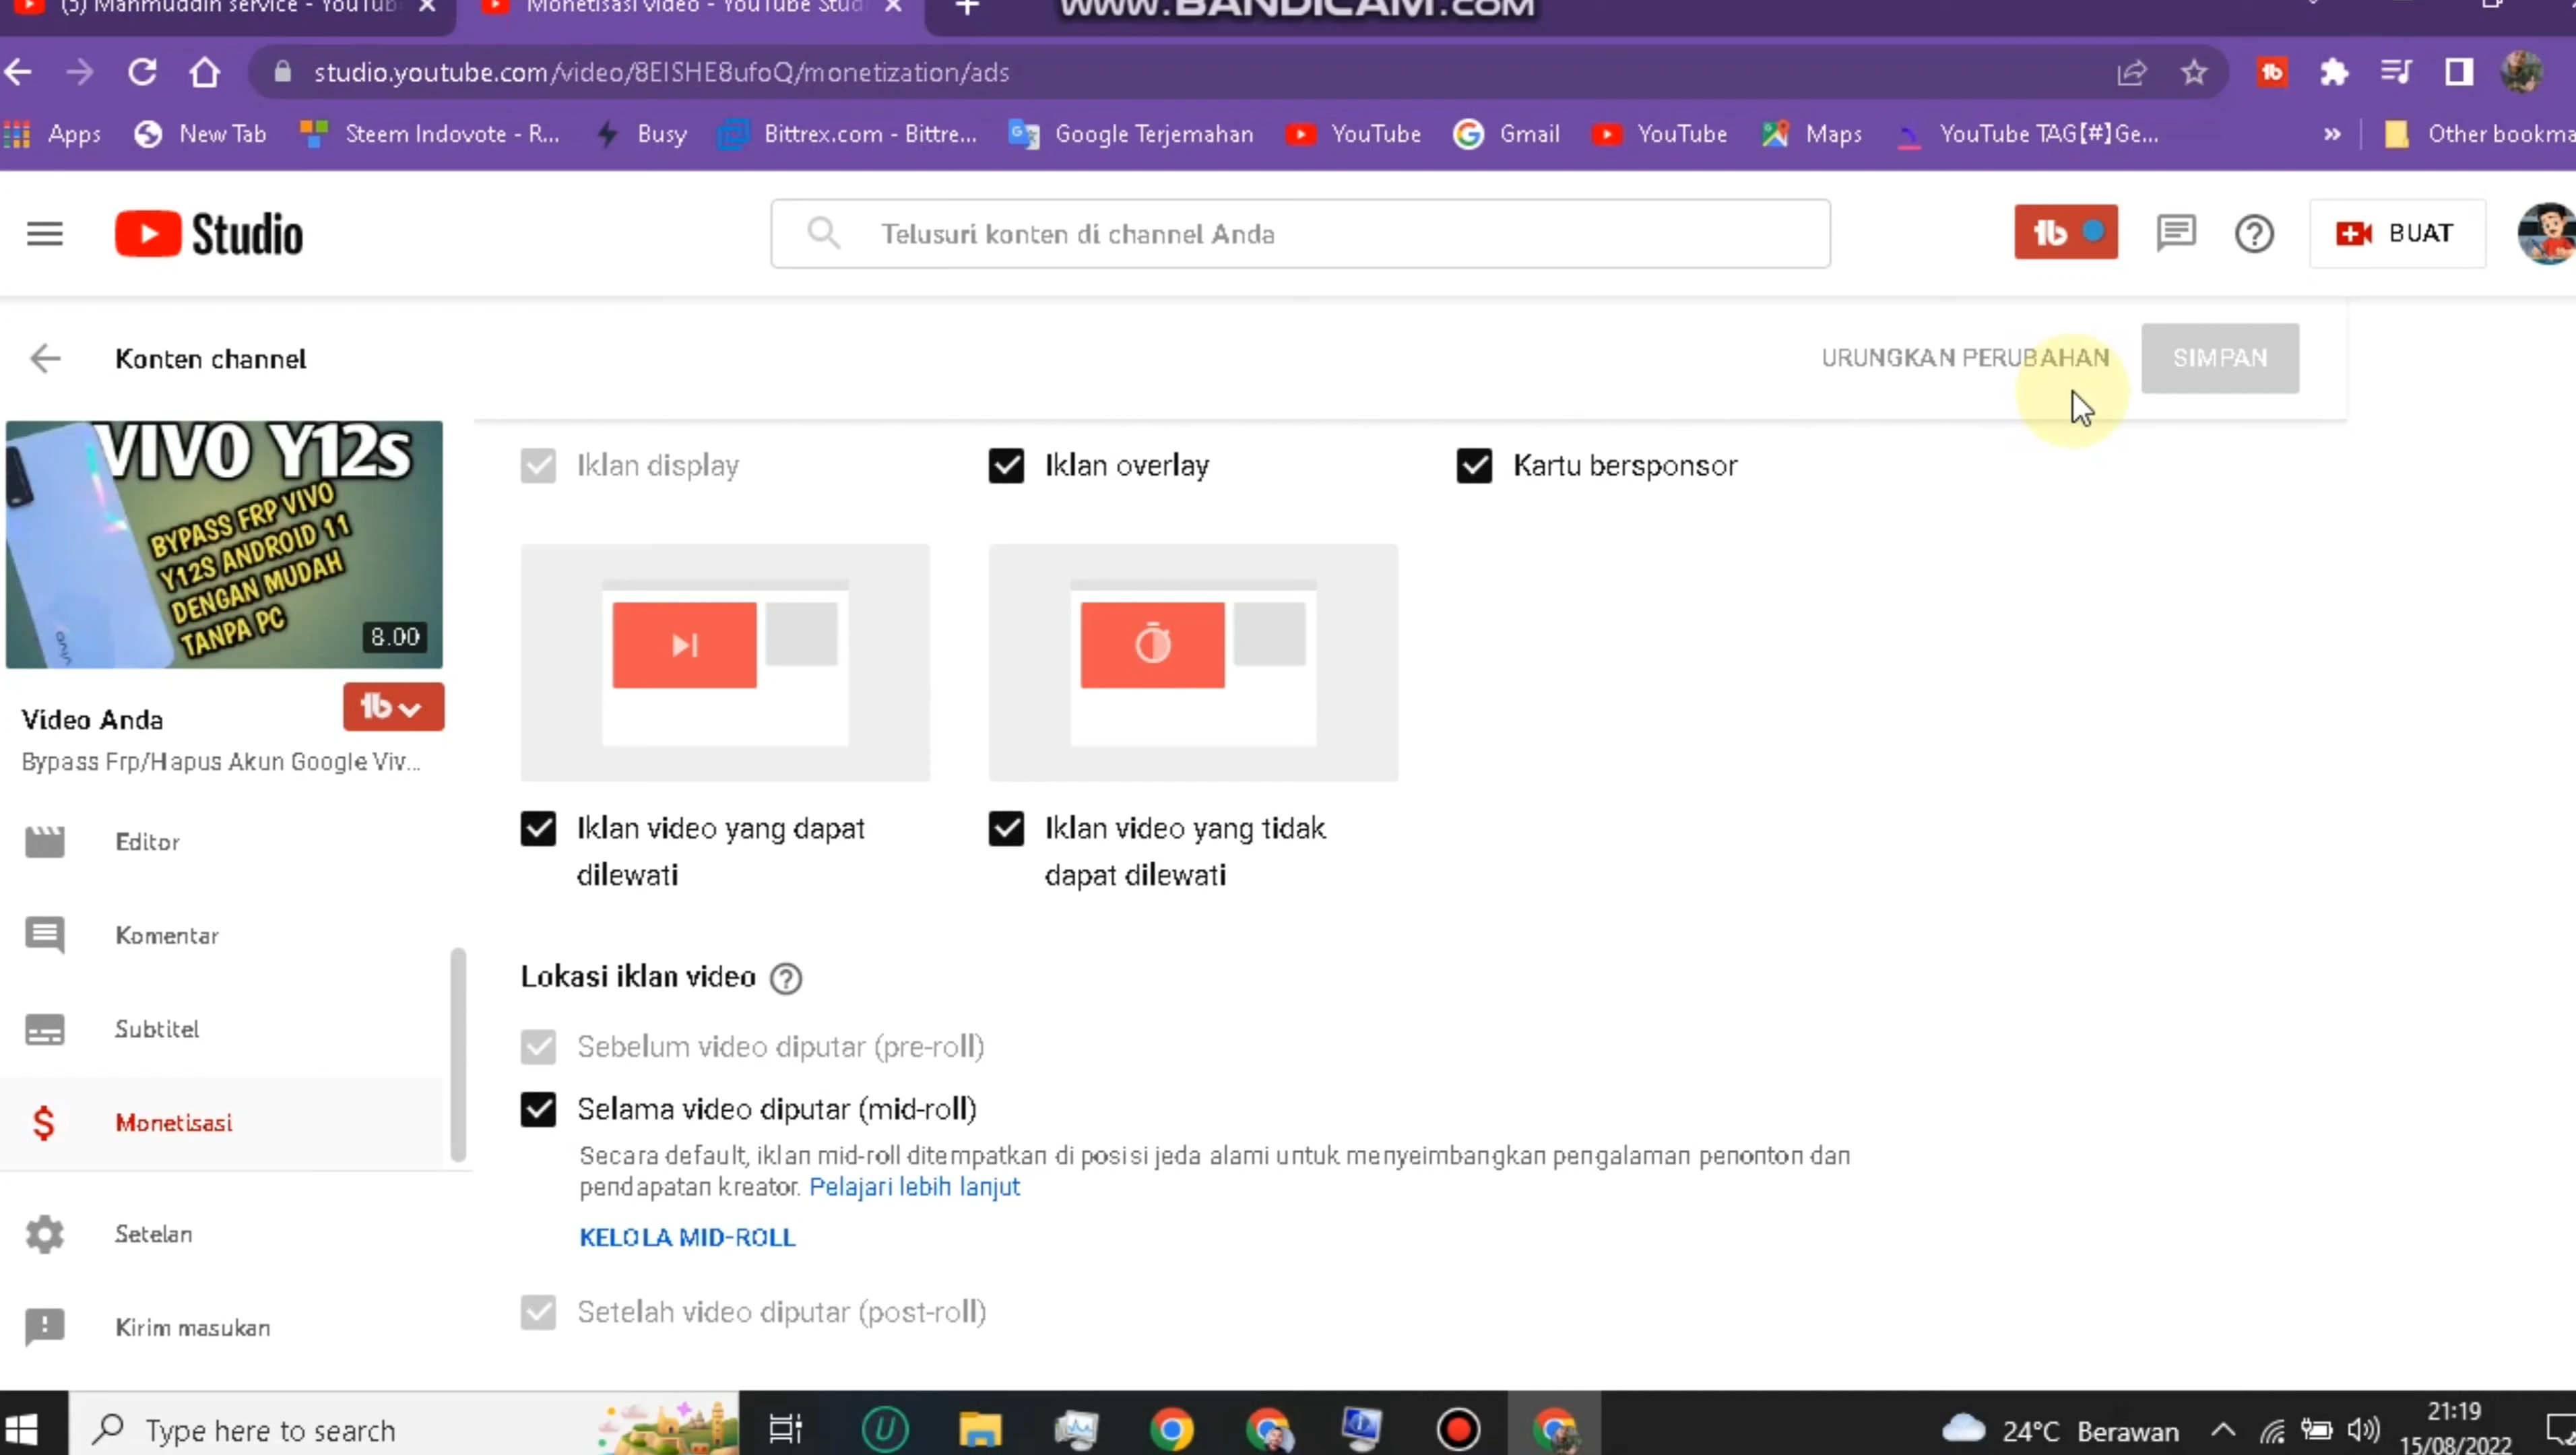 (5) Mahmuddin service - YouTub
Monetisasi video - YouTube Studi
WWW.BANDICAM.COM
studio.youtube.com/video/8EISHE8ufoQ/monetization/ads
Apps
New Tab
Steem Indovote - R...
Busy
Bittrex.com - Bittre...
Google Terjemahan
YouTube
Gmail
YouTube
Maps
YouTube TAG[#]Ge...
Other bookma
Studio
Telusuri konten di channel Anda
BUAT
Konten channel
URUNGKAN PERUBAHAN
SIMPAN
VIVO Y12s
BYPASS FRP VIVO
Y12S ANDROID 11
DENGAN MUDAH
TANPA PC
vivo
8.00
Video Anda
Bypass Frp/Hapus Akun Google Viv...
Editor
Komentar
Subtitel
Monetisasi
Setelan
Kirim masukan
Iklan display
Iklan overlay
Kartu bersponsor
Iklan video yang dapat
dilewati
Iklan video yang tidak
dapat dilewati
Lokasi iklan video
Sebelum video diputar (pre-roll)
Selama video diputar (mid-roll)
Secara default, iklan mid-roll ditempatkan di posisi jeda alami untuk menyeimbangkan pengalaman penonton dan
pendapatan kreator. Pelajari lebih lanjut
KELOLA MID-ROLL
Setelah video diputar (post-roll)
Type here to search
24°C Berawan
21:19
15/08/2022